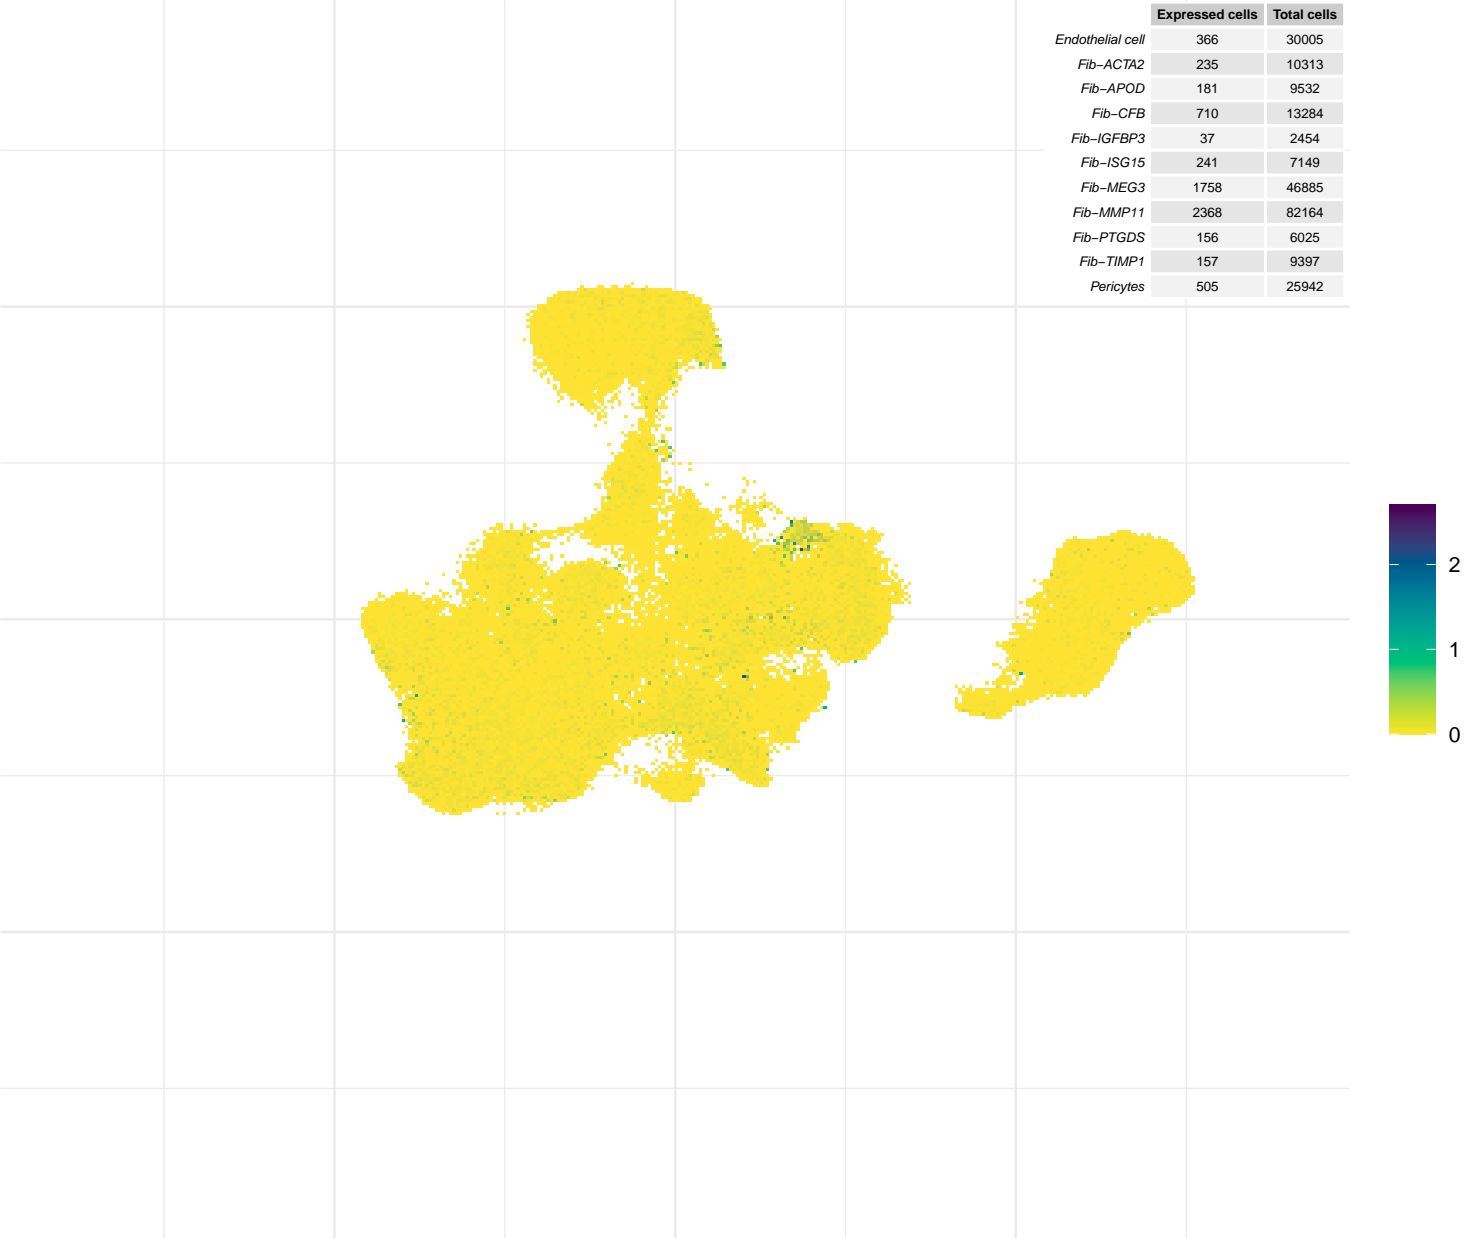 Expressed cells Total cells
Endothelial cell 366 30005
Fib−ACTA2 235 10313
Fib−APOD 181 9532
Fib−CFB 710 13284
Fib−IGFBP3 37 2454
Fib−ISG15 241 7149
Fib−MEG3 1758 46885
Fib−MMP11 2368 82164
Fib−PTGDS 156 6025
Fib−TIMP1 157 9397
Pericytes 505 25942
2
1
0